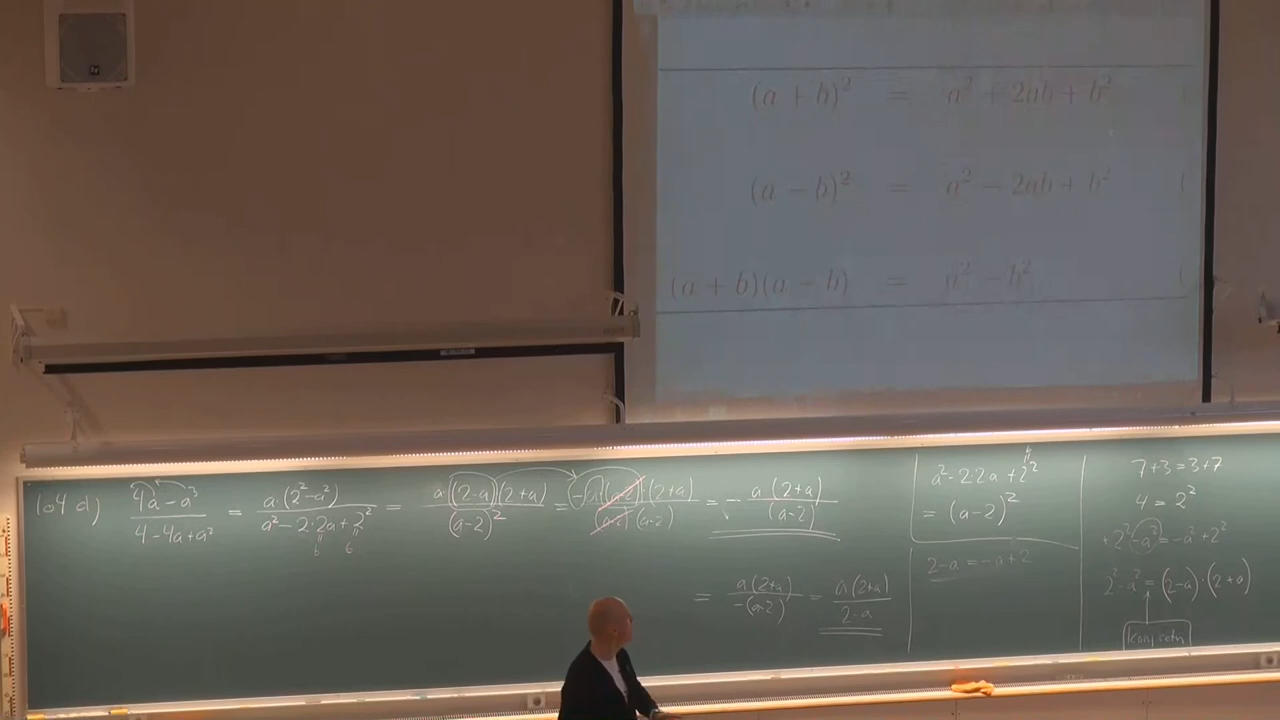 (a + b)² = a² + 2ab + b²
(a − b)² = a² − 2ab + b²
(a + b)(a − b) = a² − b²
104 d) (4a − a³)/(4 − 4a + a²) = a·(2² − a²)/(a² − 2·2a + 2²) = a·(2−a)(2+a)/(a−2)² = −a(a−2)·(2+a)/((a−2)(a−2)) = − a(2+a)/(a−2)
b b
= a(2+a)/−(a−2) = a(2+a)/(2−a)
a² − 2·2a + 2²
= (a−2)²
2−a = −a+2
7+3 = 3+7
4 = 2²
+2² −a² = −a² + 2²
2² − a² = (2−a)·(2+a)